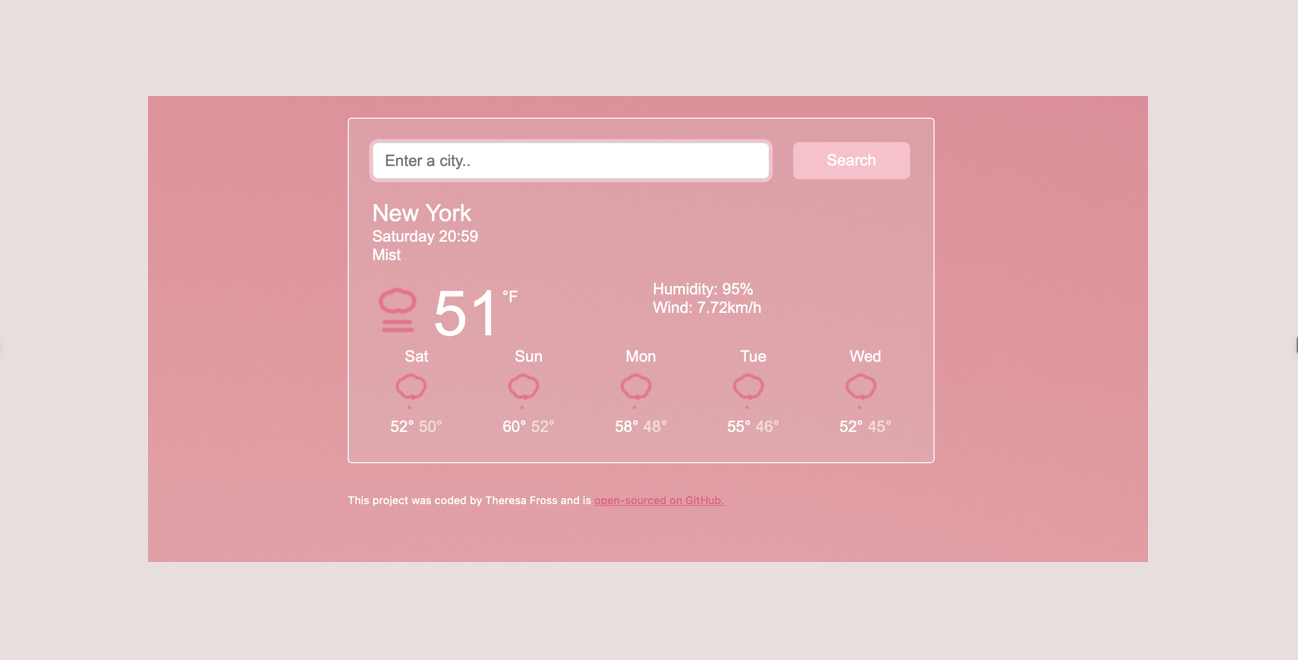 Enter a city..
Search
New York
Saturday 20:59
Mist
51 °F
Humidity: 95%
Wind: 7.72km/h
Sat Sun Mon Tue Wed
52° 50° 60° 52° 58° 48° 55° 46° 52° 45°
This project was coded by Theresa Fross and is open-sourced on GitHub.